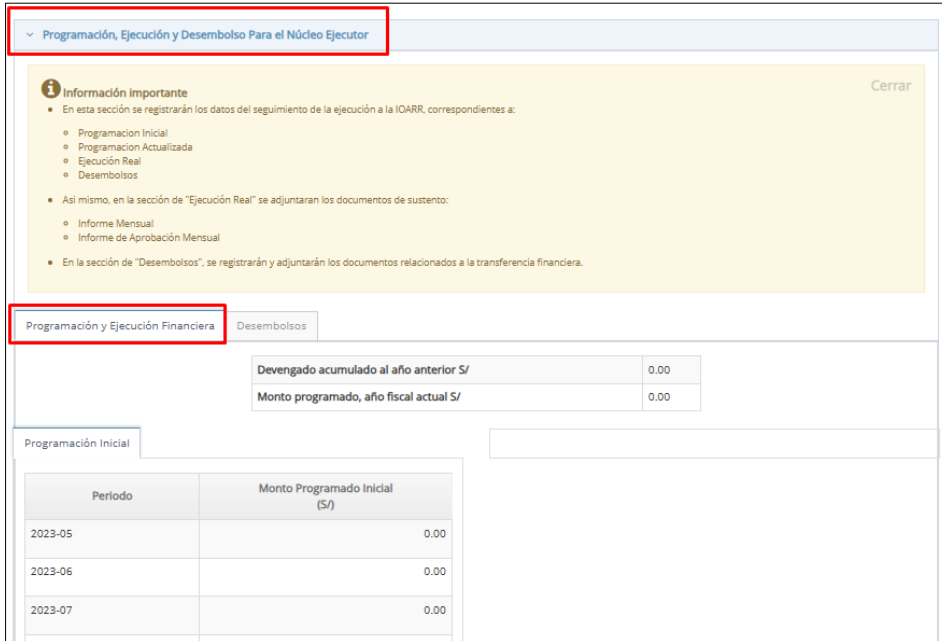 Programación, Ejecución y Desembolso Para el Núcleo Ejecutor
Información importante
Cerrar
En esta sección se registrarán los datos del seguimiento de la ejecución a la IOARR, correspondientes a:
Programacion Inicial
Programacion Actualizada
Ejecución Real
Desembolsos
Asi mismo, en la sección de "Ejecución Real" se adjuntaran los documentos de sustento:
Informe Mensual
Informe de Aprobación Mensual
En la sección de "Desembolsos", se registrarán y adjuntarán los documentos relacionados a la transferencia financiera.
Programación y Ejecución Financiera Desembolsos
Devengado acumulado al año anterior S/ 0.00
Monto programado, año fiscal actual S/ 0.00
Programación Inicial
Periodo Monto Programado Inicial
(S/)
2023-05 0.00
2023-06 0.00
2023-07 0.00